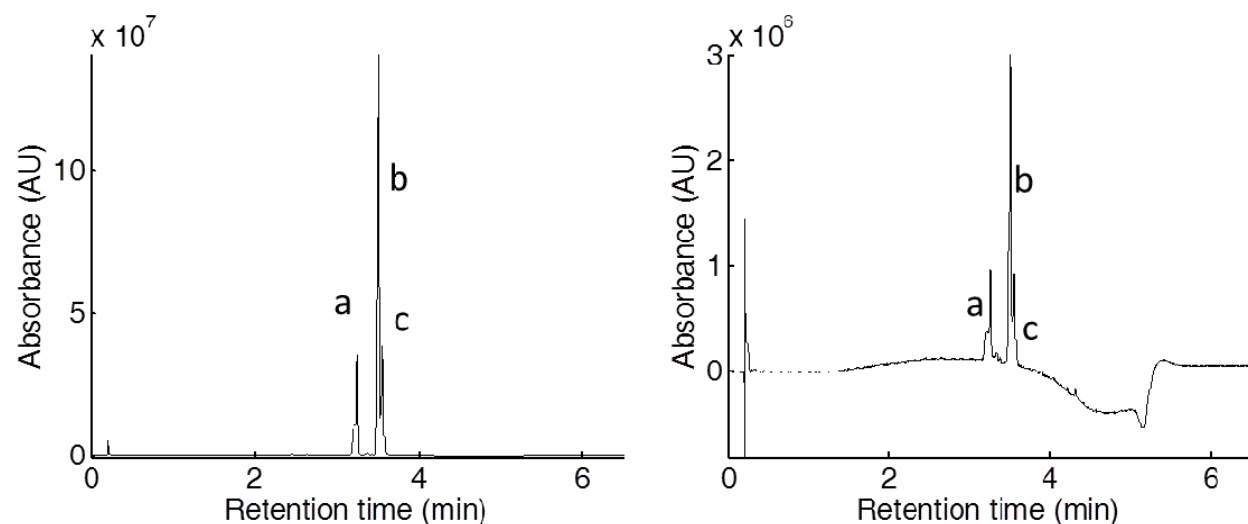 x 10⁷
Absorbance (AU)
10
5
0
a
b
c
0
2
4
6
Retention time (min)
x 10⁶
Absorbance (AU)
3
2
1
0
a
b
c
0
2
4
6
Retention time (min)